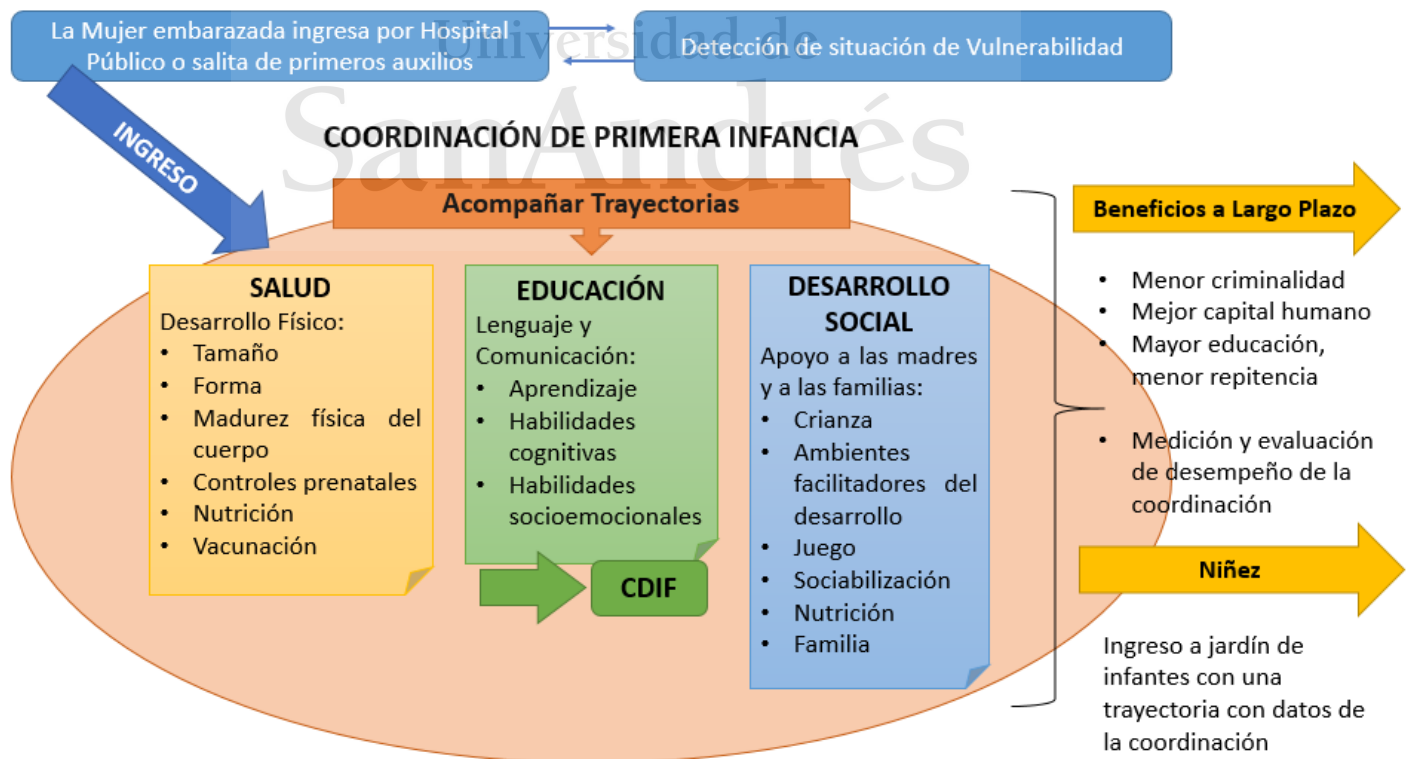 La Mujer embarazada ingresa por Hospital
Público o salita de primeros auxilios
Detección de situación de Vulnerabilidad
Universidad de
SanAndrés
INGRESO
COORDINACIÓN DE PRIMERA INFANCIA
Acompañar Trayectorias
SALUD
Desarrollo Físico:
• Tamaño
• Forma
• Madurez física del
cuerpo
• Controles prenatales
• Nutrición
• Vacunación
EDUCACIÓN
Lenguaje y
Comunicación:
• Aprendizaje
• Habilidades
cognitivas
• Habilidades
socioemocionales
CDIF
DESARROLLO
SOCIAL
Apoyo a las madres
y a las familias:
• Crianza
• Ambientes
facilitadores del
desarrollo
• Juego
• Sociabilización
• Nutrición
• Familia
Beneficios a Largo Plazo
• Menor criminalidad
• Mejor capital humano
• Mayor educación,
menor repitencia
• Medición y evaluación
de desempeño de la
coordinación
Niñez
Ingreso a jardín de
infantes con una
trayectoria con datos de
la coordinación